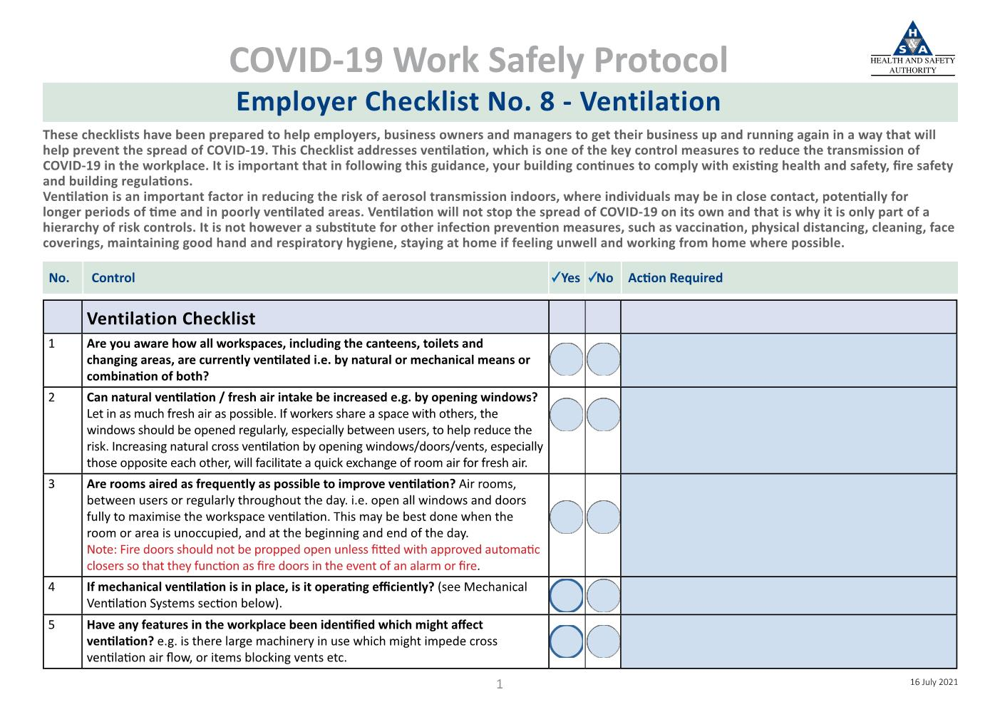 COVID-19 Work Safely Protocol
H
S & A
HEALTH AND SAFETY
AUTHORITY
Employer Checklist No. 8 - Ventilation
These checklists have been prepared to help employers, business owners and managers to get their business up and running again in a way that will
help prevent the spread of COVID-19. This Checklist addresses ventilation, which is one of the key control measures to reduce the transmission of
COVID-19 in the workplace. It is important that in following this guidance, your building continues to comply with existing health and safety, fire safety
and building regulations.
Ventilation is an important factor in reducing the risk of aerosol transmission indoors, where individuals may be in close contact, potentially for
longer periods of time and in poorly ventilated areas. Ventilation will not stop the spread of COVID-19 on its own and that is why it is only part of a
hierarchy of risk controls. It is not however a substitute for other infection prevention measures, such as vaccination, physical distancing, cleaning, face
coverings, maintaining good hand and respiratory hygiene, staying at home if feeling unwell and working from home where possible.
No. Control ✓Yes ✓No Action Required
Ventilation Checklist
1 Are you aware how all workspaces, including the canteens, toilets and
changing areas, are currently ventilated i.e. by natural or mechanical means or
combination of both?
2 Can natural ventilation / fresh air intake be increased e.g. by opening windows?
Let in as much fresh air as possible. If workers share a space with others, the
windows should be opened regularly, especially between users, to help reduce the
risk. Increasing natural cross ventilation by opening windows/doors/vents, especially
those opposite each other, will facilitate a quick exchange of room air for fresh air.
3 Are rooms aired as frequently as possible to improve ventilation? Air rooms,
between users or regularly throughout the day. i.e. open all windows and doors
fully to maximise the workspace ventilation. This may be best done when the
room or area is unoccupied, and at the beginning and end of the day.
Note: Fire doors should not be propped open unless fitted with approved automatic
closers so that they function as fire doors in the event of an alarm or fire.
4 If mechanical ventilation is in place, is it operating efficiently? (see Mechanical
Ventilation Systems section below).
5 Have any features in the workplace been identified which might affect
ventilation? e.g. is there large machinery in use which might impede cross
ventilation air flow, or items blocking vents etc.
1
16 July 2021